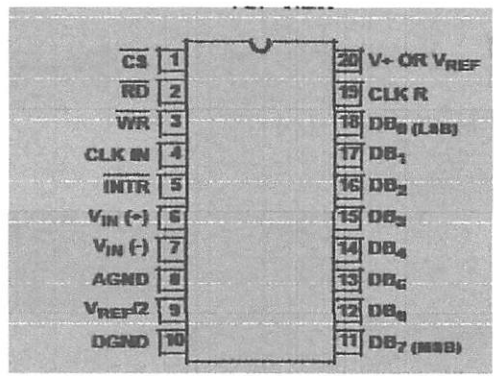 CS 1 20 V+ OR VREF
RD 2 19 CLK R
WR 3 18 DB0 (LSB)
CLK IN 4 17 DB1
INTR 5 16 DB2
VIN (+) 6 15 DB3
VIN (-) 7 14 DB4
AGND 8 13 DB5
VREF/2 9 12 DB6
DGND 10 11 DB7 (MSB)